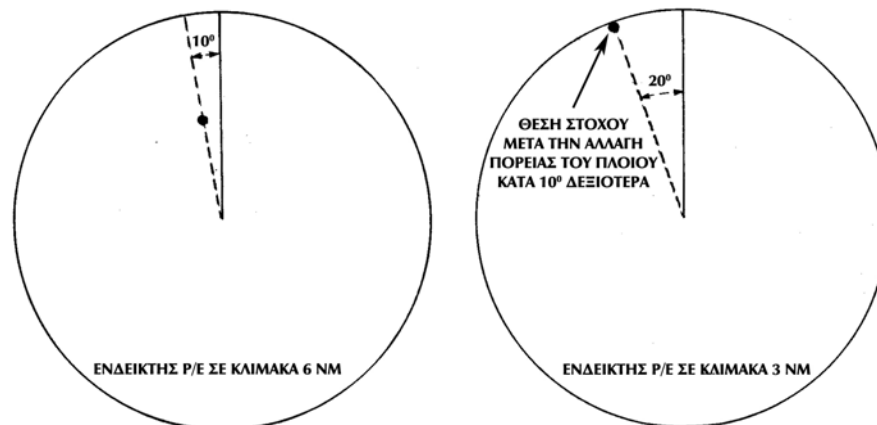 10⁰
20⁰
ΘΕΣΗ ΣΤΟΧΟΥ
ΜΕΤΑ ΤΗΝ ΑΛΛΑΓΗ
ΠΟΡΕΙΑΣ ΤΟΥ ΠΛΟΙΟΥ
ΚΑΤΑ 10⁰ ΔΕΞΙΟΤΕΡΑ
ΕΝΔΕΙΚΤΗΣ Ρ/Ε ΣΕ ΚΛΙΜΑΚΑ 6 ΝΜ
ΕΝΔΕΙΚΤΗΣ Ρ/Ε ΣΕ ΚΔΙΜΑΚΑ 3 ΝΜ